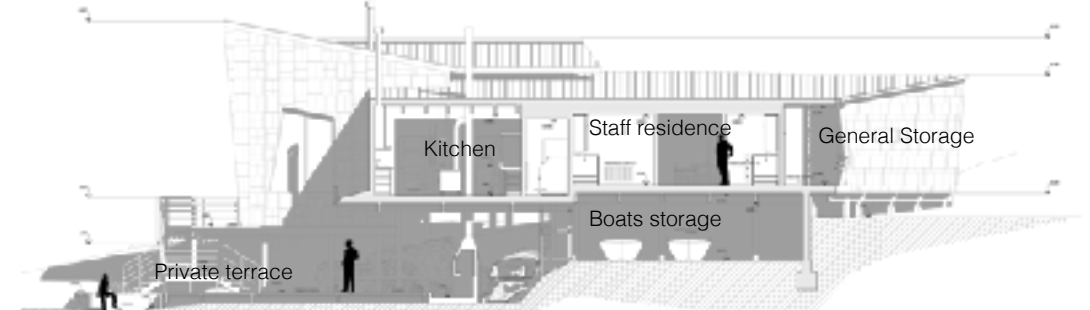 Staff residence
Kitchen
General Storage
Boats storage
Private terrace